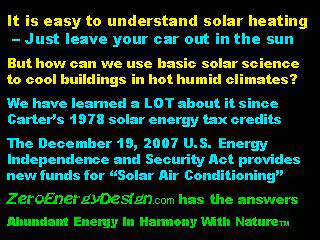 It is easy to understand solar heating
– Just leave your car out in the sun
But how can we use basic solar science
to cool buildings in hot humid climates?
We have learned a LOT about it since
Carter's 1978 solar energy tax credits
The December 19, 2007 U.S. Energy
Independence and Security Act provides
new funds for “Solar Air Conditioning”
ZeroEnergyDesign.com has the answers
Abundant Energy In Harmony With Nature™